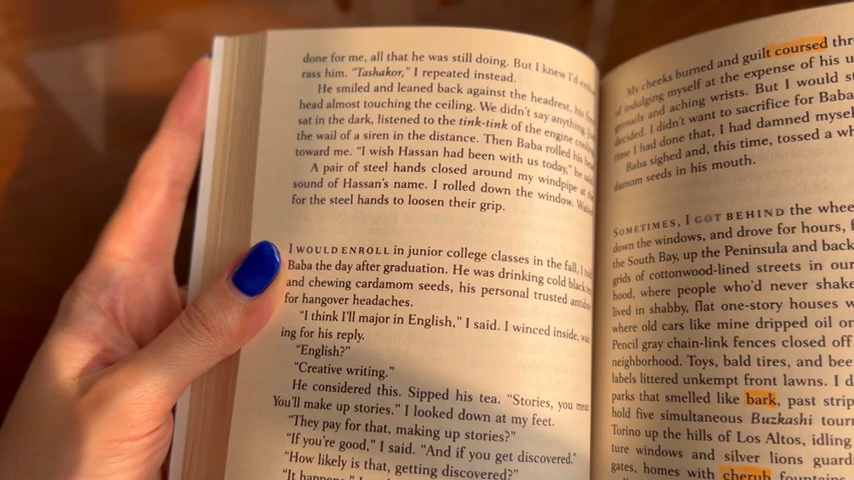 done for me, all that he was still doing. But I knew I'd
rass him. "Tashakor," I repeated instead.
He smiled and leaned back against the headrest, his
head almost touching the ceiling. We didn't say anything.
sat in the dark, listened to the tink-tink of the engine cooling,
the wail of a siren in the distance. Then Baba rolled his head
toward me. "I wish Hassan had been with us today," he said
A pair of steel hands closed around my windpipe at the
sound of Hassan's name. I rolled down the window.
for the steel hands to loosen their grip.
I WOULD ENROLL in junior college classes in the fall, I told
Baba the day after graduation. He was drinking cold black
and chewing cardamom seeds, his personal trusted
for hangover headaches.
"I think I'll major in English," I said. I winced inside,
ing for his reply.
"English?"
"Creative writing."
He considered this. Sipped his tea. "Stories, you mean.
You'll make up stories." I looked down at my feet.
"They pay for that, making up stories?"
"If you're good," I said. "And if you get discovered."
"How likely is that, getting discovered?"
"It happens,"
My cheeks burned and guilt coursed
of indulging myself at the expense of his
and aching wrists. But I would
decided. I didn't want to sacrifice for Baba
time I had done that, I had damned
Baba sighed and, this time, tossed a
damom seeds in his mouth.
SOMETIMES, I GOT BEHIND the
down the windows, and drove for hours,
the South Bay, up the Peninsula and back
grids of cottonwood-lined streets in our
hood, where people who'd never
lived in shabby, flat one-story houses
where old cars like mine dripped oil
Pencil gray chain-link fences closed off
neighborhood. Toys, bald tires, and
labels littered unkempt front lawns. I
parks that smelled like bark, past
hold five simultaneous Buzkashi
Torino up the hills of Los Altos, idling
ture windows and silver lions
gates, homes with cherub fountains